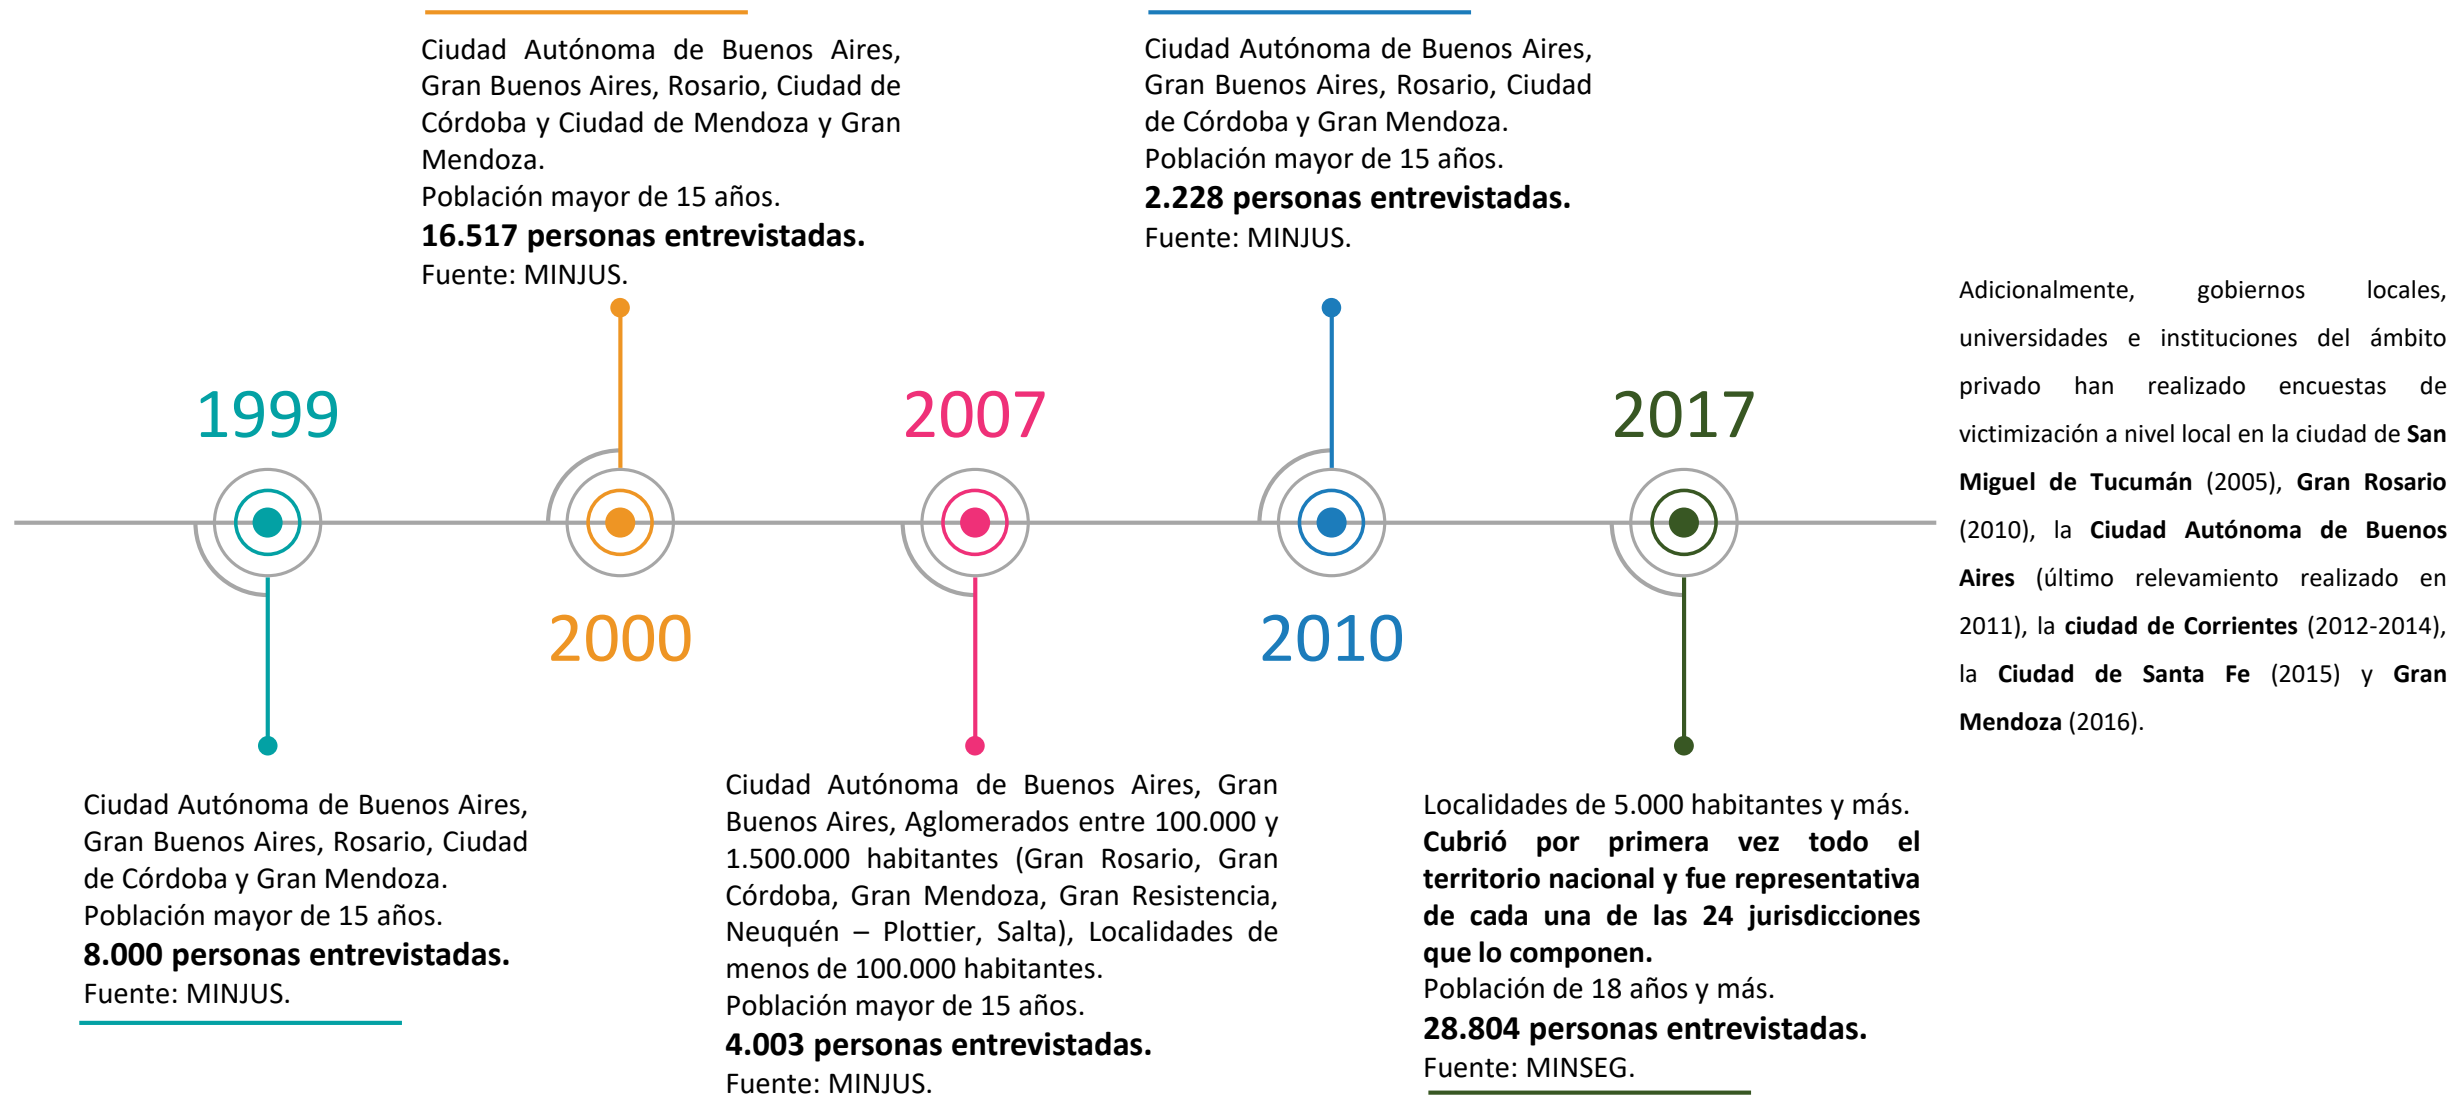 Ciudad Autónoma de Buenos Aires,
Gran Buenos Aires, Rosario, Ciudad de
Córdoba y Ciudad de Mendoza y Gran
Mendoza.
Población mayor de 15 años.
16.517 personas entrevistadas.
Fuente: MINJUS.
Ciudad Autónoma de Buenos Aires,
Gran Buenos Aires, Rosario, Ciudad
de Córdoba y Gran Mendoza.
Población mayor de 15 años.
2.228 personas entrevistadas.
Fuente: MINJUS.
1999
2000
2007
2010
2017
Ciudad Autónoma de Buenos Aires,
Gran Buenos Aires, Rosario, Ciudad
de Córdoba y Gran Mendoza.
Población mayor de 15 años.
8.000 personas entrevistadas.
Fuente: MINJUS.
Ciudad Autónoma de Buenos Aires, Gran
Buenos Aires, Aglomerados entre 100.000 y
1.500.000 habitantes (Gran Rosario, Gran
Córdoba, Gran Mendoza, Gran Resistencia,
Neuquén – Plottier, Salta), Localidades de
menos de 100.000 habitantes.
Población mayor de 15 años.
4.003 personas entrevistadas.
Fuente: MINJUS.
Localidades de 5.000 habitantes y más.
Cubrió por primera vez todo el
territorio nacional y fue representativa
de cada una de las 24 jurisdicciones
que lo componen.
Población de 18 años y más.
28.804 personas entrevistadas.
Fuente: MINSEG.
Adicionalmente, gobiernos locales,
universidades e instituciones del ámbito
privado han realizado encuestas de
victimización a nivel local en la ciudad de San
Miguel de Tucumán (2005), Gran Rosario
(2010), la Ciudad Autónoma de Buenos
Aires (último relevamiento realizado en
2011), la ciudad de Corrientes (2012-2014),
la Ciudad de Santa Fe (2015) y Gran
Mendoza (2016).